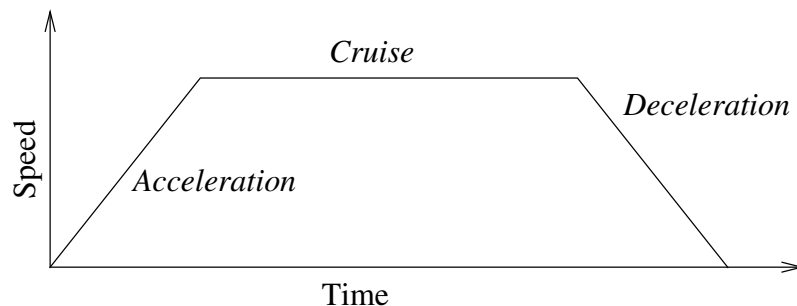 Cruise
Deceleration
Acceleration
Speed
Time